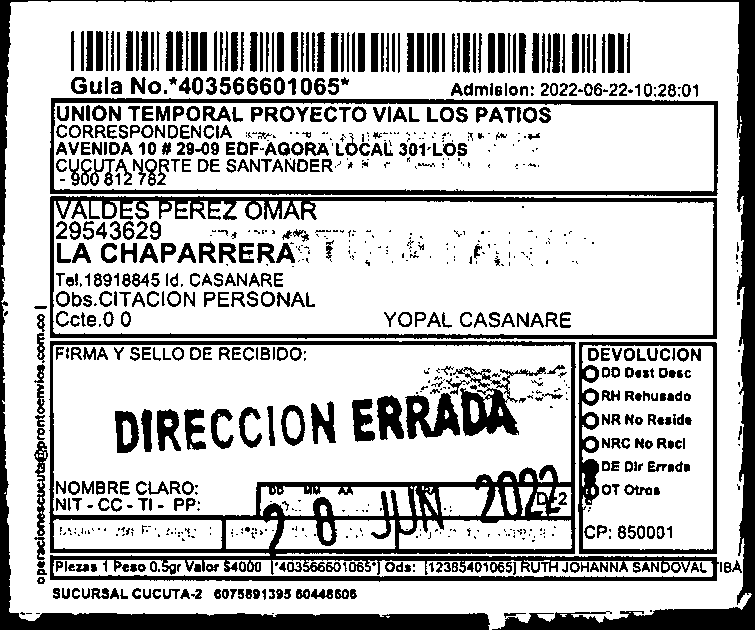 Guia No.*403566601065*
Admision: 2022-06-22-10:28:01
UNION TEMPORAL PROYECTO VIAL LOS PATIOS
CORRESPONDENCIA
AVENIDA 10 # 29-09 EDF-AGORA LOCAL 301 LOS
CUCUTA NORTE DE SANTANDER
- 900 812 782
VALDES PEREZ OMAR
29543629
LA CHAPARRERA
Tel.18918845 Id. CASANARE
Obs.CITACION PERSONAL
Ccte.0 0
YOPAL CASANARE
operacionescucuta@prontoenvios.com.co |
FIRMA Y SELLO DE RECIBIDO:
DIRECCION ERRADA
NOMBRE CLARO:
NIT - CC - TI - PP:
DD MM AA
28 JUN 2022
D-2
DEVOLUCION
DD Dest Desc
RH Rehusado
NR No Reside
NRC No Recl
DE Dir Errada
OT Otros
CP: 850001
Piezas 1 Peso 0.5gr Valor $4000 [*403566601065*] Ods: [12385401065] RUTH JOHANNA SANDOVAL TIBA
SUCURSAL CUCUTA-2 6075891395 60448606